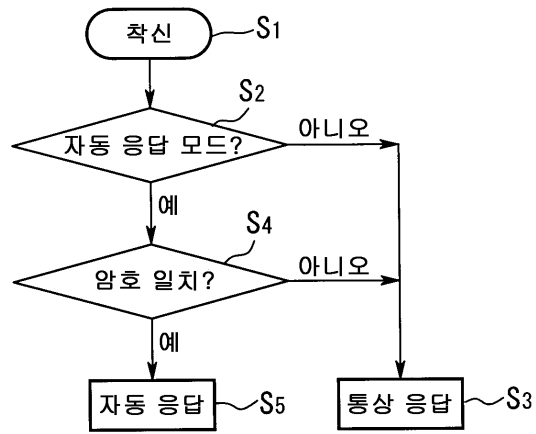 착신
S1
S2
자동 응답 모드?
아니오
예
S4
암호 일치?
아니오
예
자동 응답
S5
통상 응답
S3